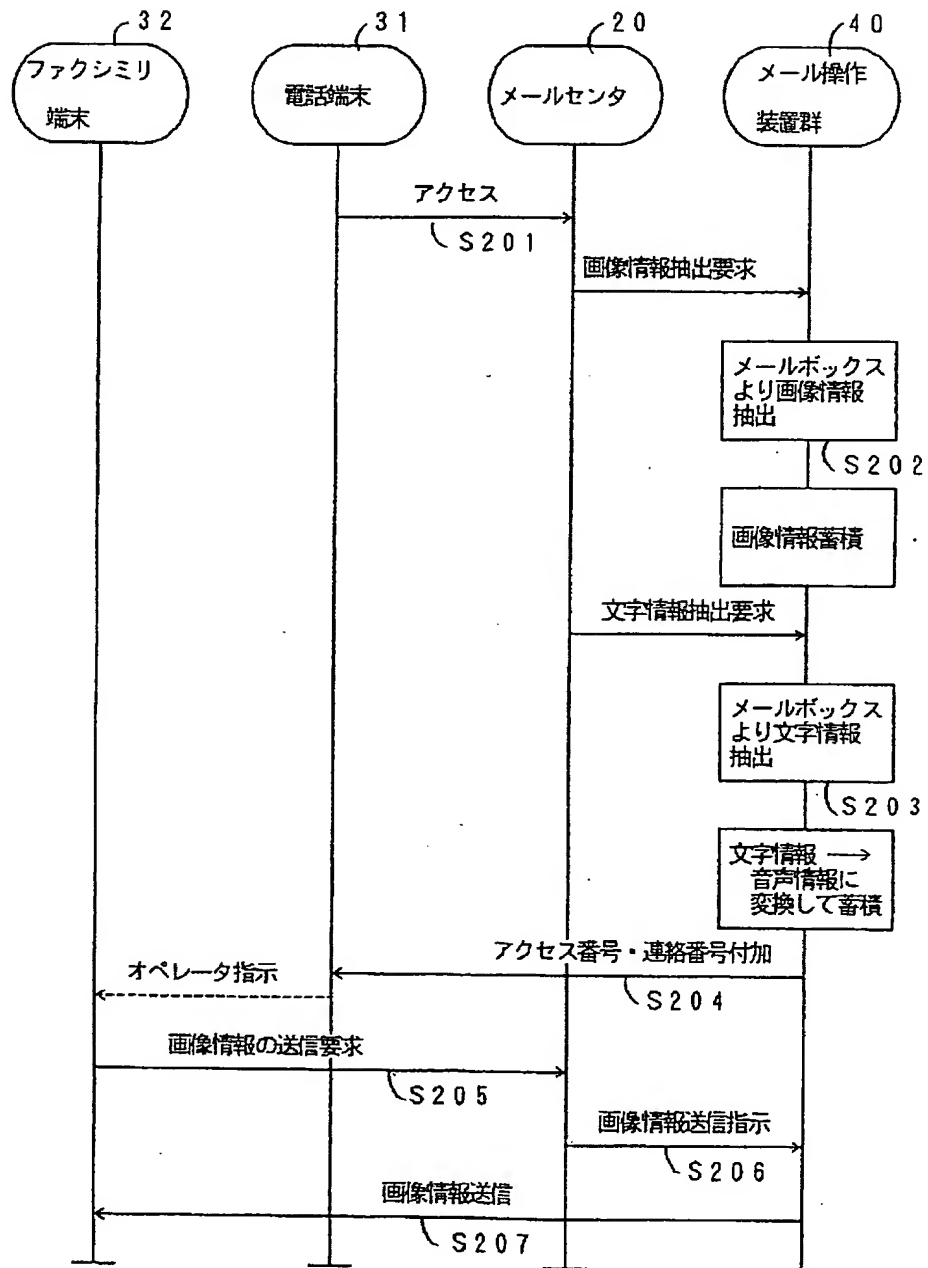 32
31
20
40
ファクシミリ
端末
電話端末
メールセンタ
メール操作
装置群
アクセス
S201
画像情報抽出要求
メールボックス
より画像情報
抽出
S202
画像情報蓄積
文字情報抽出要求
メールボックス
より文字情報
抽出
S203
文字情報 →
音声情報に
変換して蓄積
アクセス番号・連絡番号付加
オペレータ指示
S204
画像情報の送信要求
S205
画像情報送信指示
S206
画像情報送信
S207